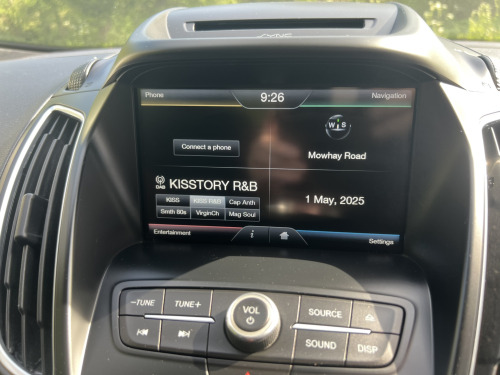 Phone 9:26 Navigation
W S
Connect a phone
Mowhay Road
DAB KISSTORY R&B
KISS KISS R&B Cap Anth
Smth 80s VirginCh Mag Soul
1 May, 2025
Entertainment i Settings
−TUNE TUNE+ VOL SOURCE
SOUND DISP